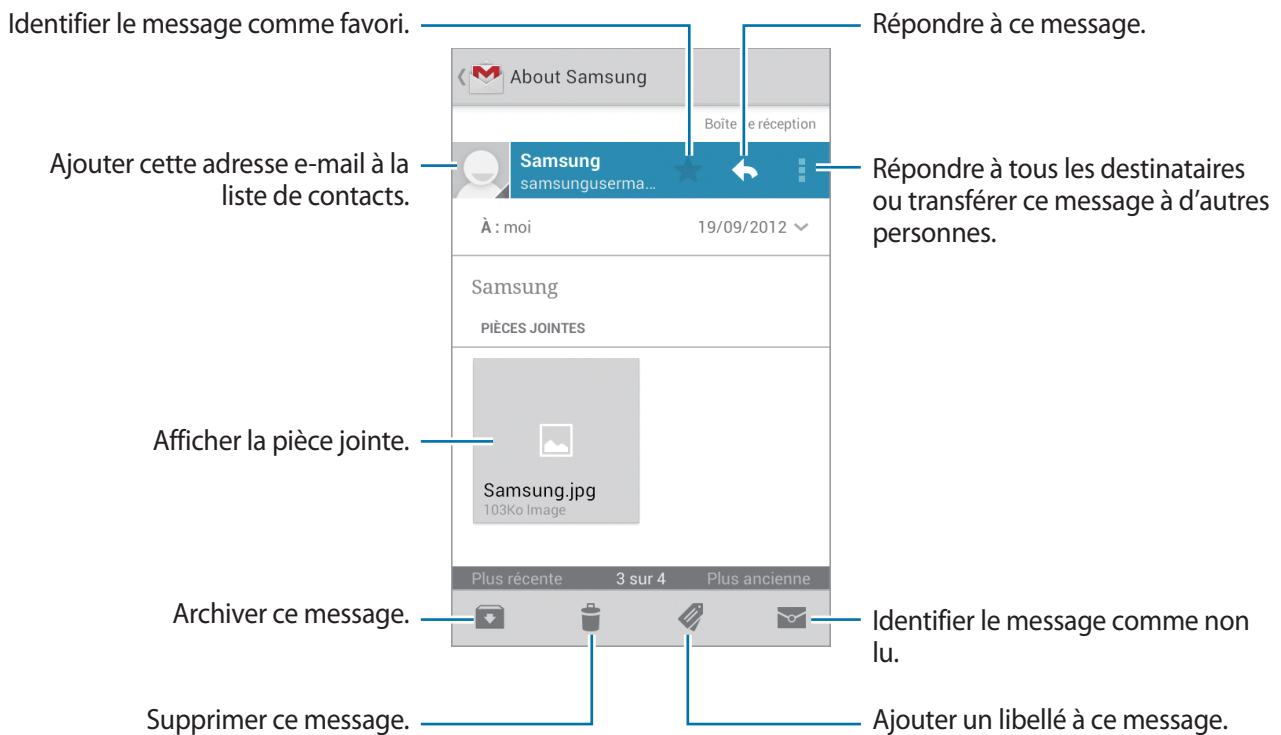 Identifier le message comme favori.
Répondre à ce message.
About Samsung
Boîte de réception
Ajouter cette adresse e-mail à la
liste de contacts.
Samsung
samsunguserma...
Répondre à tous les destinataires
ou transférer ce message à d'autres
personnes.
À : moi
19/09/2012
Samsung
PIÈCES JOINTES
Afficher la pièce jointe.
Samsung.jpg
103Ko Image
Plus récente
3 sur 4
Plus ancienne
Archiver ce message.
Identifier le message comme non
lu.
Supprimer ce message.
Ajouter un libellé à ce message.